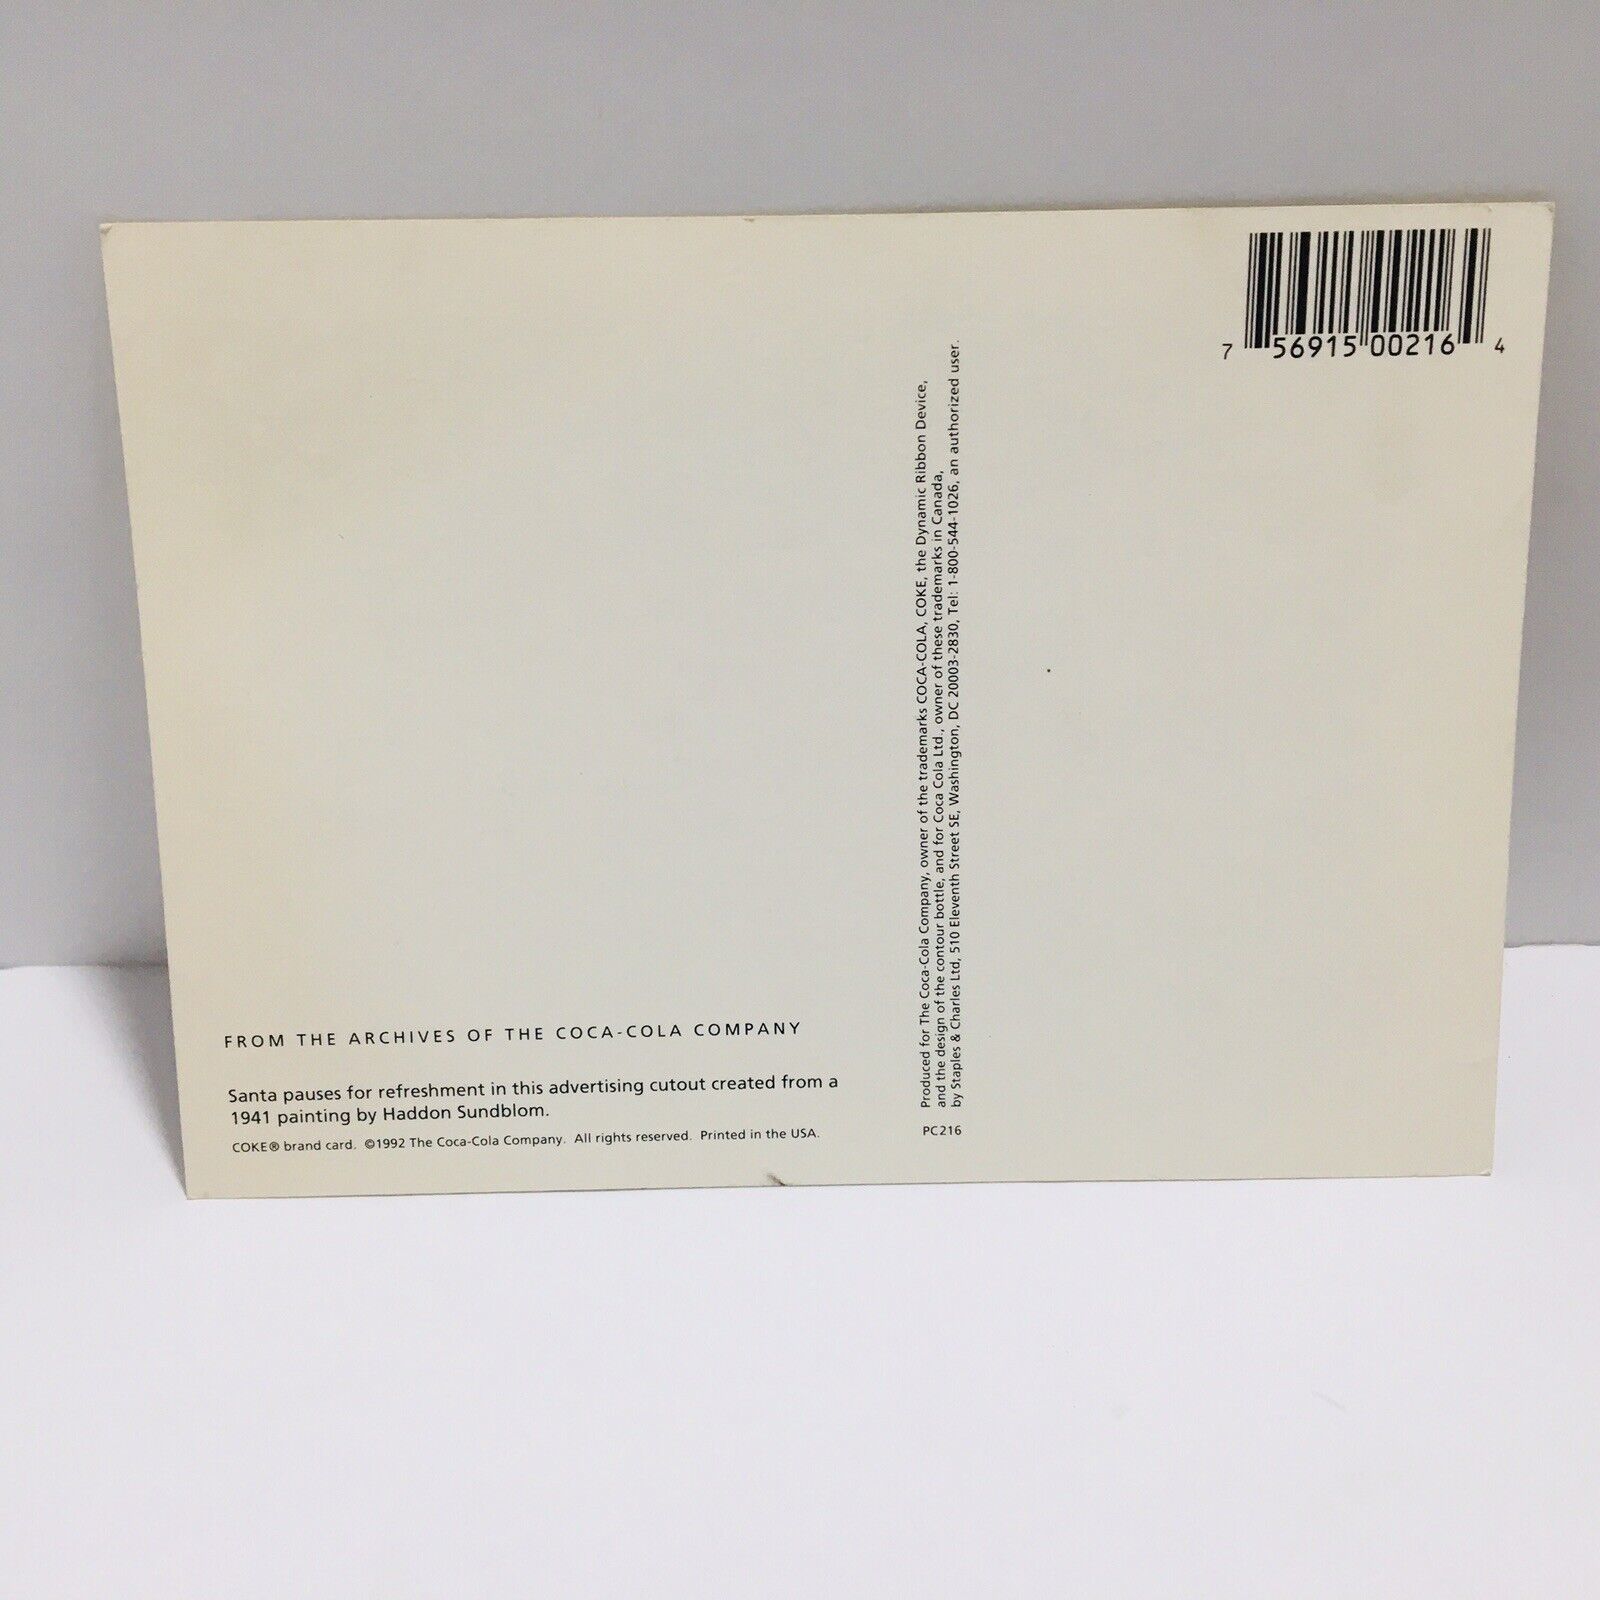 7 56915 00216 4
Produced for The Coca-Cola Company, owner of the trademarks COCA-COLA, COKE, the Dynamic Ribbon Device,
and the design of the contour bottle, and for Coca Cola Ltd., owner of these trademarks in Canada,
by Staples & Charles Ltd, 510 Eleventh Street SE, Washington, DC 20003-2830, Tel: 1-800-544-1026, an authorized user.
FROM THE ARCHIVES OF THE COCA-COLA COMPANY
Santa pauses for refreshment in this advertising cutout created from a
1941 painting by Haddon Sundblom.
COKE® brand card. ©1992 The Coca-Cola Company. All rights reserved. Printed in the USA.
PC216